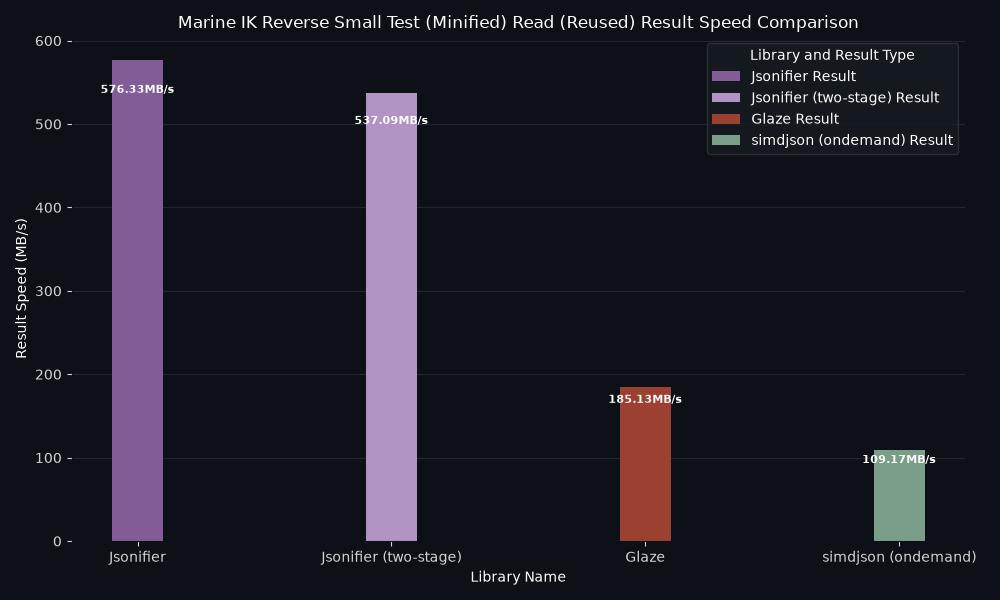 Marine IK Reverse Small Test (Minified) Read (Reused) Result Speed Comparison
Library and Result Type
Jsonifier Result
Jsonifier (two-stage) Result
Glaze Result
simdjson (ondemand) Result
Result Speed (MB/s)
600
500
400
300
200
100
0
576.33MB/s
537.09MB/s
185.13MB/s
109.17MB/s
Jsonifier
Jsonifier (two-stage)
Glaze
simdjson (ondemand)
Library Name